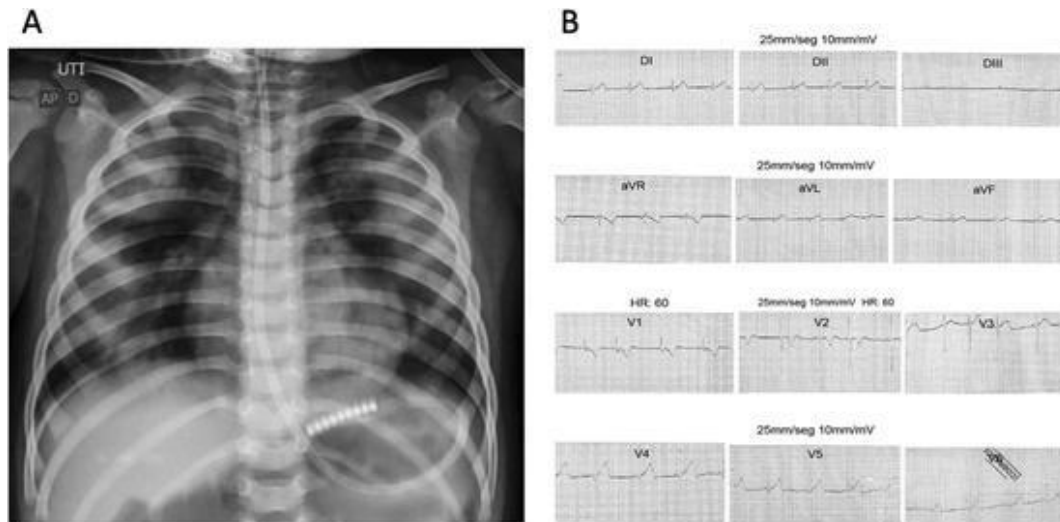 A
UTI
AP D
B
25mm/seg 10mm/mV
DI
DII
DIII
25mm/seg 10mm/mV
aVR
aVL
aVF
HR: 60
25mm/seg 10mm/mV HR: 60
V1
V2
V3
25mm/seg 10mm/mV
V4
V5